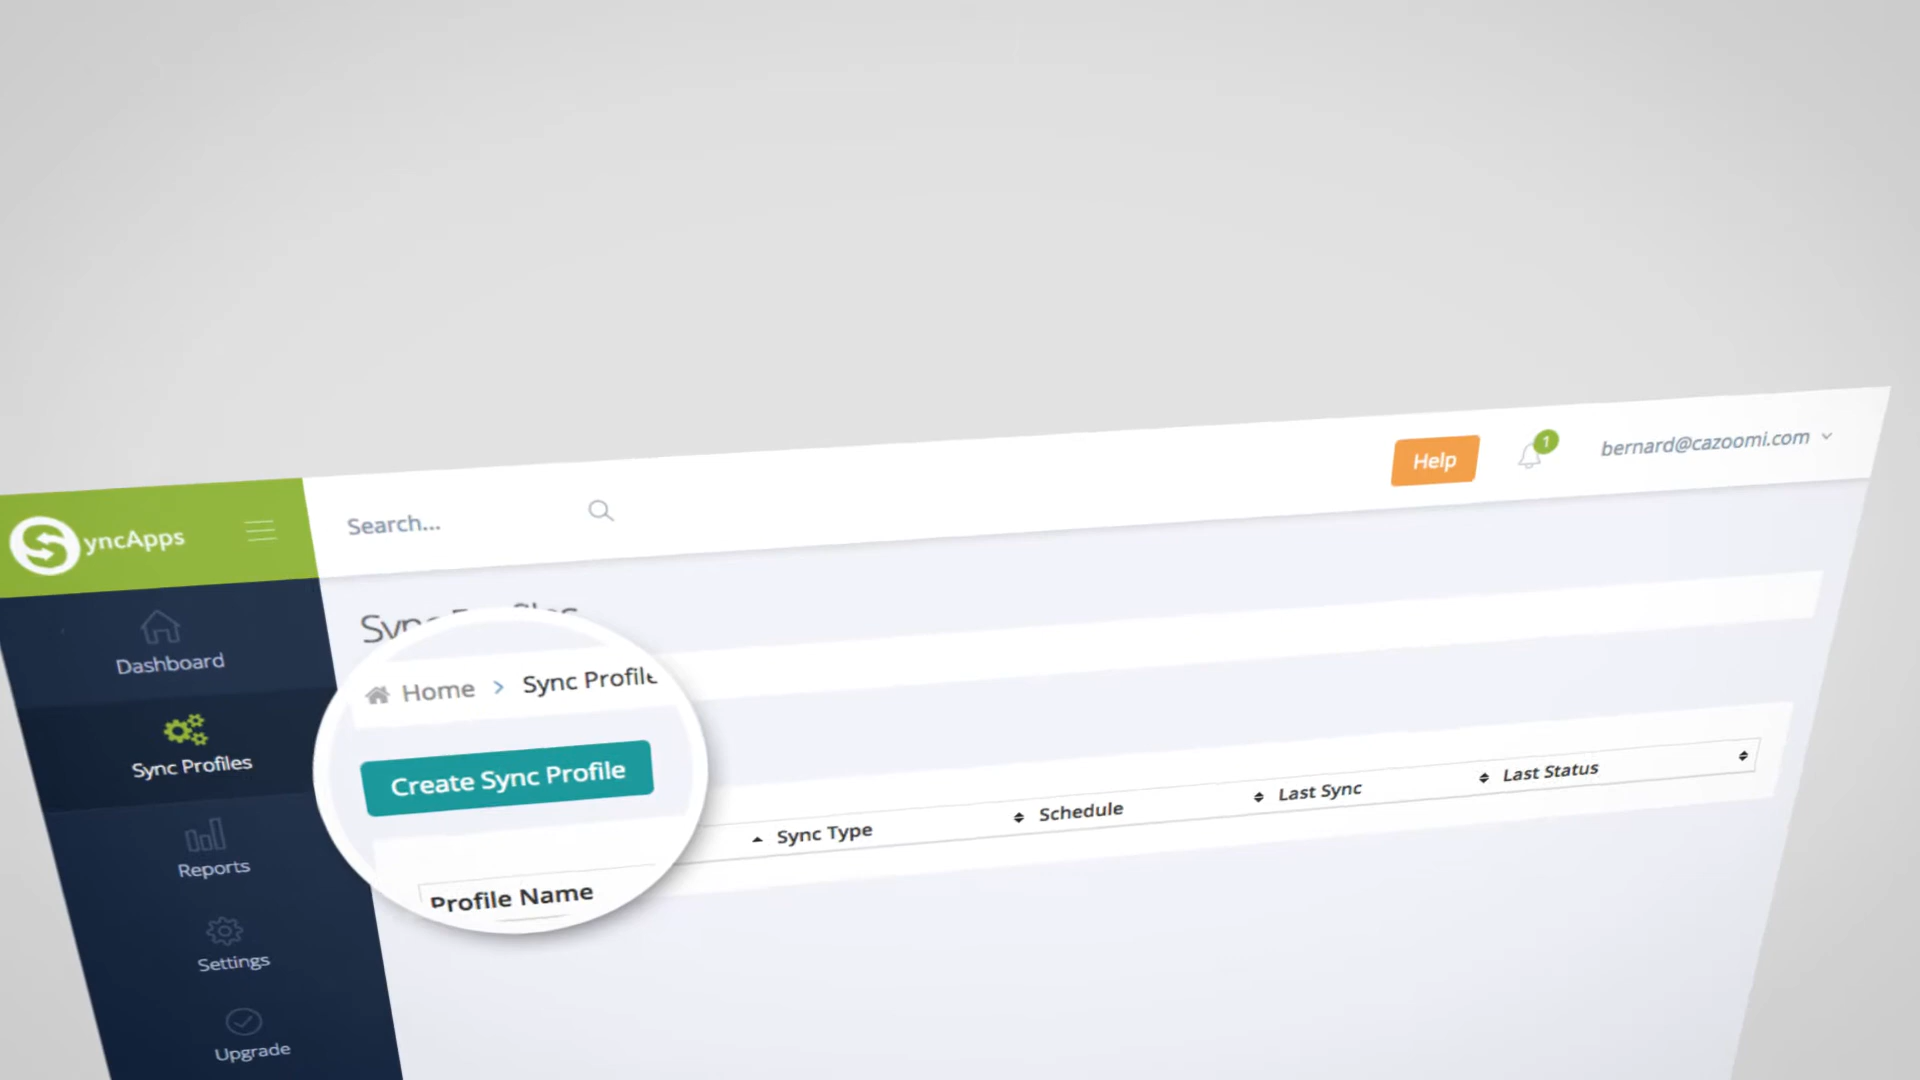 Help
1
bernard@cazoomi.com
yncApps
Search...
Dashboard
Home > Sync Profile
Sync Profiles
Create Sync Profile
Sync Type
Schedule
Last Sync
Last Status
Reports
Profile Name
Settings
Upgrade